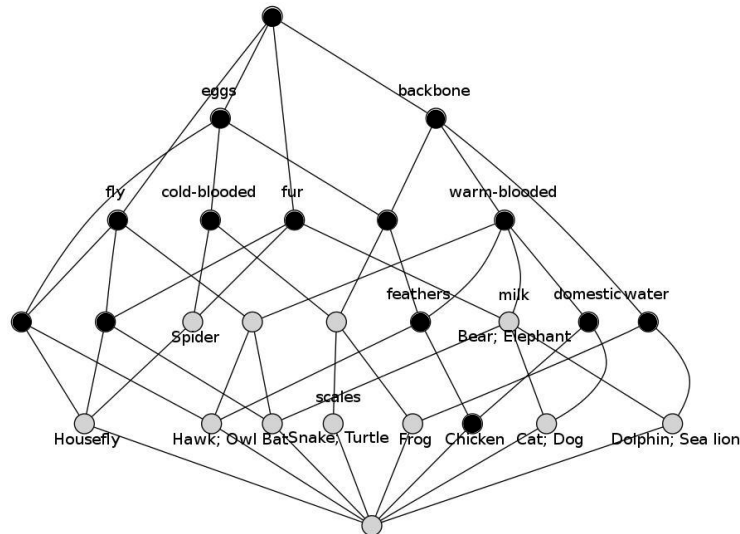 eggs
backbone
fly
cold-blooded
fur
warm-blooded
feathers
milk
domestic
water
Spider
Bear; Elephant
scales
Housefly
Hawk; Owl
Bat
Snake; Turtle
Frog
Chicken
Cat; Dog
Dolphin; Sea lion